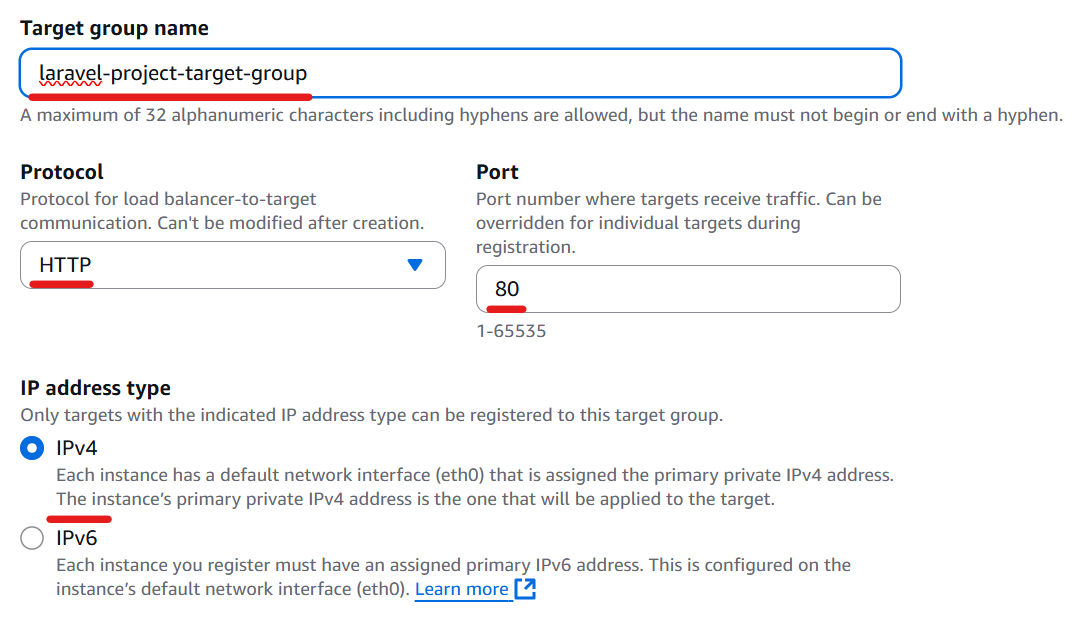 Target group name
laravel-project-target-group
A maximum of 32 alphanumeric characters including hyphens are allowed, but the name must not begin or end with a hyphen.
Protocol
Protocol for load balancer-to-target
communication. Can't be modified after creation.
HTTP
Port
Port number where targets receive traffic. Can be
overridden for individual targets during
registration.
80
1-65535
IP address type
Only targets with the indicated IP address type can be registered to this target group.
IPv4
Each instance has a default network interface (eth0) that is assigned the primary private IPv4 address.
The instance's primary private IPv4 address is the one that will be applied to the target.
IPv6
Each instance you register must have an assigned primary IPv6 address. This is configured on the
instance's default network interface (eth0). Learn more